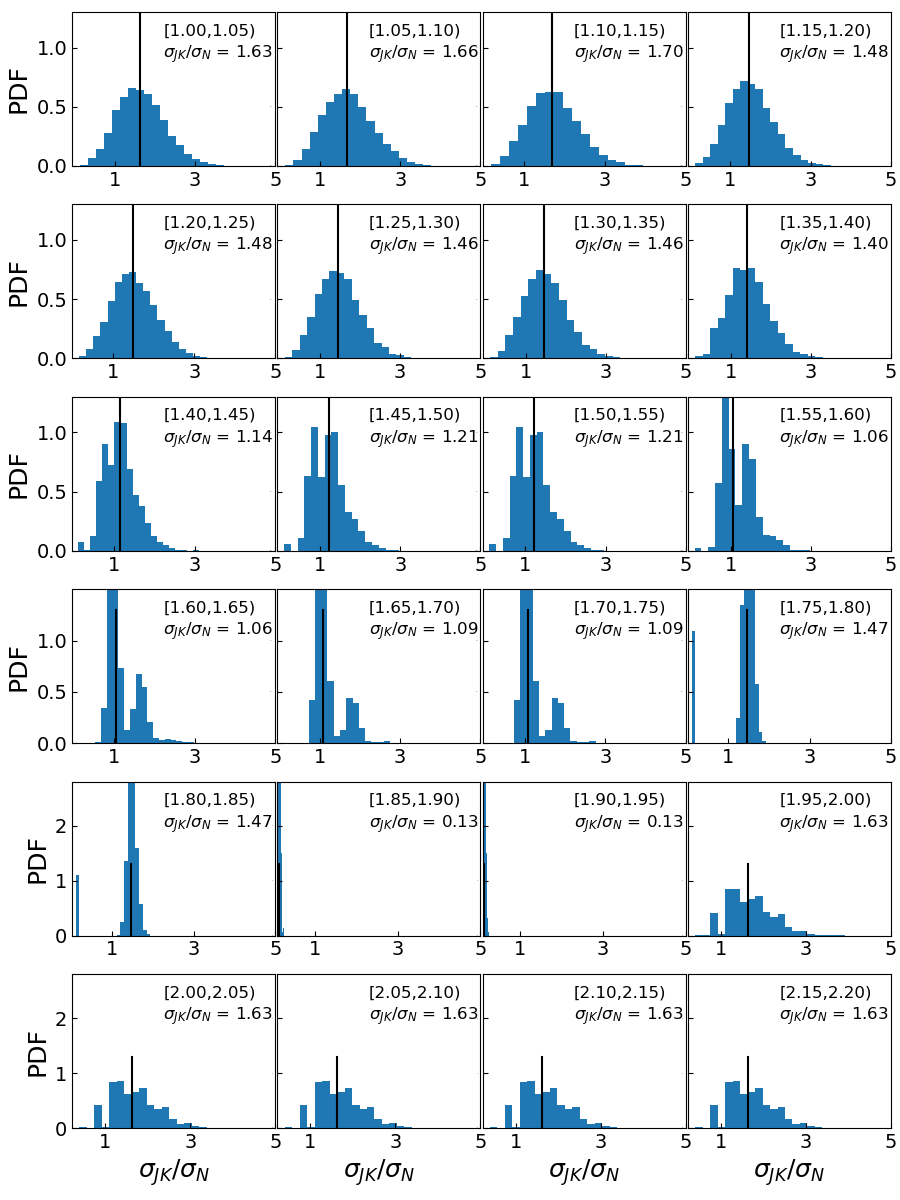 [1.00,1.05) [1.05,1.10) [1.10,1.15) [1.15,1.20)
σJK/σN = 1.63 σJK/σN = 1.66 σJK/σN = 1.70 σJK/σN = 1.48
1.0
0.5
0.0
PDF
1 3 5 1 3 5 1 3 5 1 3 5
[1.20,1.25) [1.25,1.30) [1.30,1.35) [1.35,1.40)
σJK/σN = 1.48 σJK/σN = 1.46 σJK/σN = 1.46 σJK/σN = 1.40
1.0
0.5
0.0
PDF
1 3 5 1 3 5 1 3 5 1 3 5
[1.40,1.45) [1.45,1.50) [1.50,1.55) [1.55,1.60)
σJK/σN = 1.14 σJK/σN = 1.21 σJK/σN = 1.21 σJK/σN = 1.06
1.0
0.5
0.0
PDF
1 3 5 1 3 5 1 3 5 1 3 5
[1.60,1.65) [1.65,1.70) [1.70,1.75) [1.75,1.80)
σJK/σN = 1.06 σJK/σN = 1.09 σJK/σN = 1.09 σJK/σN = 1.47
1.0
0.5
0.0
PDF
1 3 5 1 3 5 1 3 5 1 3 5
[1.80,1.85) [1.85,1.90) [1.90,1.95) [1.95,2.00)
σJK/σN = 1.47 σJK/σN = 0.13 σJK/σN = 0.13 σJK/σN = 1.63
2
1
0
PDF
1 3 5 1 3 5 1 3 5 1 3 5
[2.00,2.05) [2.05,2.10) [2.10,2.15) [2.15,2.20)
σJK/σN = 1.63 σJK/σN = 1.63 σJK/σN = 1.63 σJK/σN = 1.63
2
1
0
PDF
1 3 5 1 3 5 1 3 5 1 3 5
σJK/σN σJK/σN σJK/σN σJK/σN